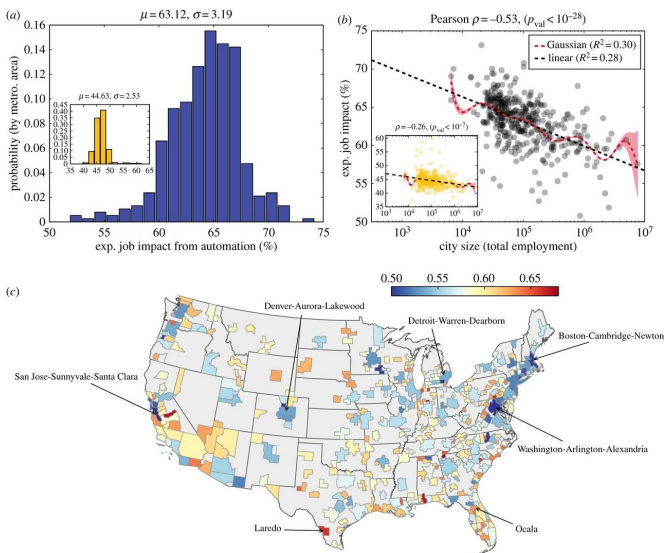 (a)
μ = 63.12, σ = 3.19
probability (by metro. area)
0.16
0.14
0.12
0.10
0.08
0.06
0.04
0.02
0
μ = 44.63, σ = 2.53
0.45
0.40
0.35
0.30
0.25
0.20
0.15
0.10
0.05
0.00
35 40 45 50 55 60 65
50 55 60 65 70 75
exp. job impact from automation (%)
(b)
Pearson ρ = –0.53, (pval < 10–28)
Gaussian (R2 = 0.30)
linear (R2 = 0.28)
exp. job impact (%)
80
75
70
65
60
55
50
ρ = –0.26, (pval < 10–7)
60
55
50
45
40
35
103 104 105 106 107
103 104 105 106 107
city size (total employment)
(c)
0.50 0.55 0.60 0.65
Denver-Aurora-Lakewood
Detroit-Warren-Dearborn
Boston-Cambridge-Newton
San Jose-Sunnyvale-Santa Clara
Washington-Arlington-Alexandria
Laredo
Ocala